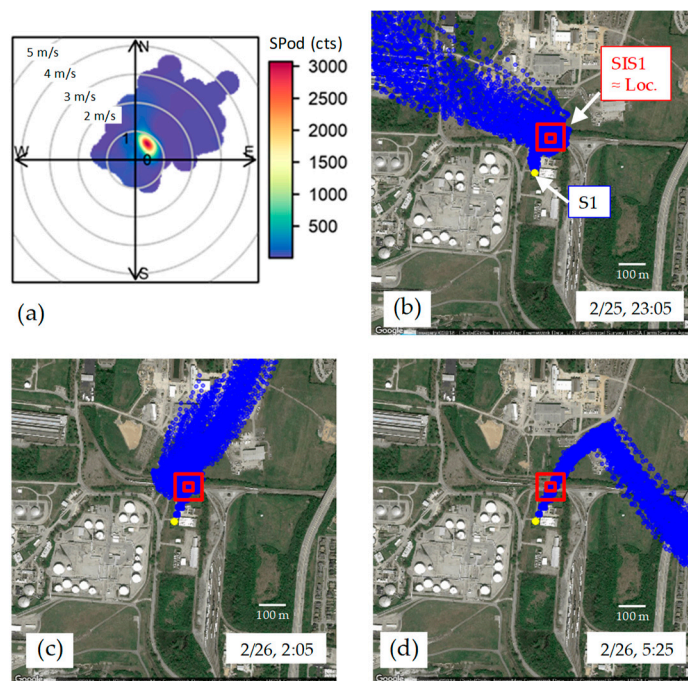 SPod (cts)
5 m/s
4 m/s
3 m/s
2 m/s
1
0
N
W
E
S
3000
2500
2000
1500
1000
500
(a)
SIS1
≈ Loc.
S1
100 m
(b)
2/25, 23:05
Google
100 m
(c)
2/26, 2:05
100 m
(d)
2/26, 5:25
Google